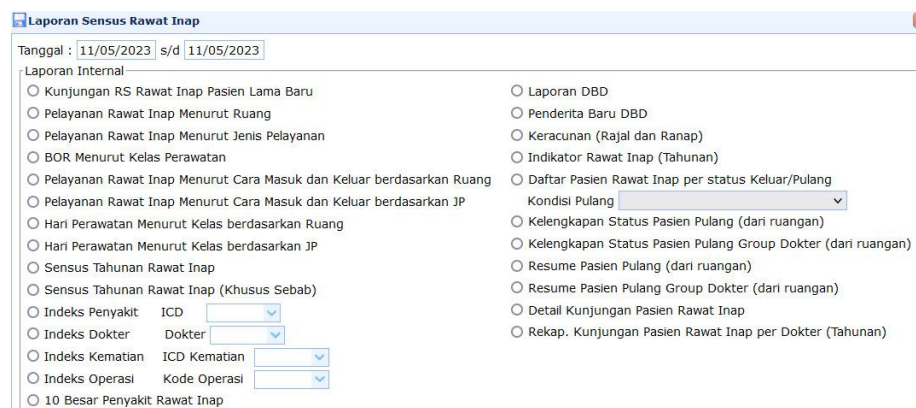 Laporan Sensus Rawat Inap
Tanggal : 11/05/2023 s/d 11/05/2023
Laporan Internal
Kunjungan RS Rawat Inap Pasien Lama Baru
Pelayanan Rawat Inap Menurut Ruang
Pelayanan Rawat Inap Menurut Jenis Pelayanan
BOR Menurut Kelas Perawatan
Pelayanan Rawat Inap Menurut Cara Masuk dan Keluar berdasarkan Ruang
Pelayanan Rawat Inap Menurut Cara Masuk dan Keluar berdasarkan JP
Hari Perawatan Menurut Kelas berdasarkan Ruang
Hari Perawatan Menurut Kelas berdasarkan JP
Sensus Tahunan Rawat Inap
Sensus Tahunan Rawat Inap (Khusus Sebab)
Indeks Penyakit ICD
Indeks Dokter Dokter
Indeks Kematian ICD Kematian
Indeks Operasi Kode Operasi
10 Besar Penyakit Rawat Inap
Laporan DBD
Penderita Baru DBD
Keracunan (Rajal dan Ranap)
Indikator Rawat Inap (Tahunan)
Daftar Pasien Rawat Inap per status Keluar/Pulang
Kondisi Pulang
Kelengkapan Status Pasien Pulang (dari ruangan)
Kelengkapan Status Pasien Pulang Group Dokter (dari ruangan)
Resume Pasien Pulang (dari ruangan)
Resume Pasien Pulang Group Dokter (dari ruangan)
Detail Kunjungan Pasien Rawat Inap
Rekap. Kunjungan Pasien Rawat Inap per Dokter (Tahunan)